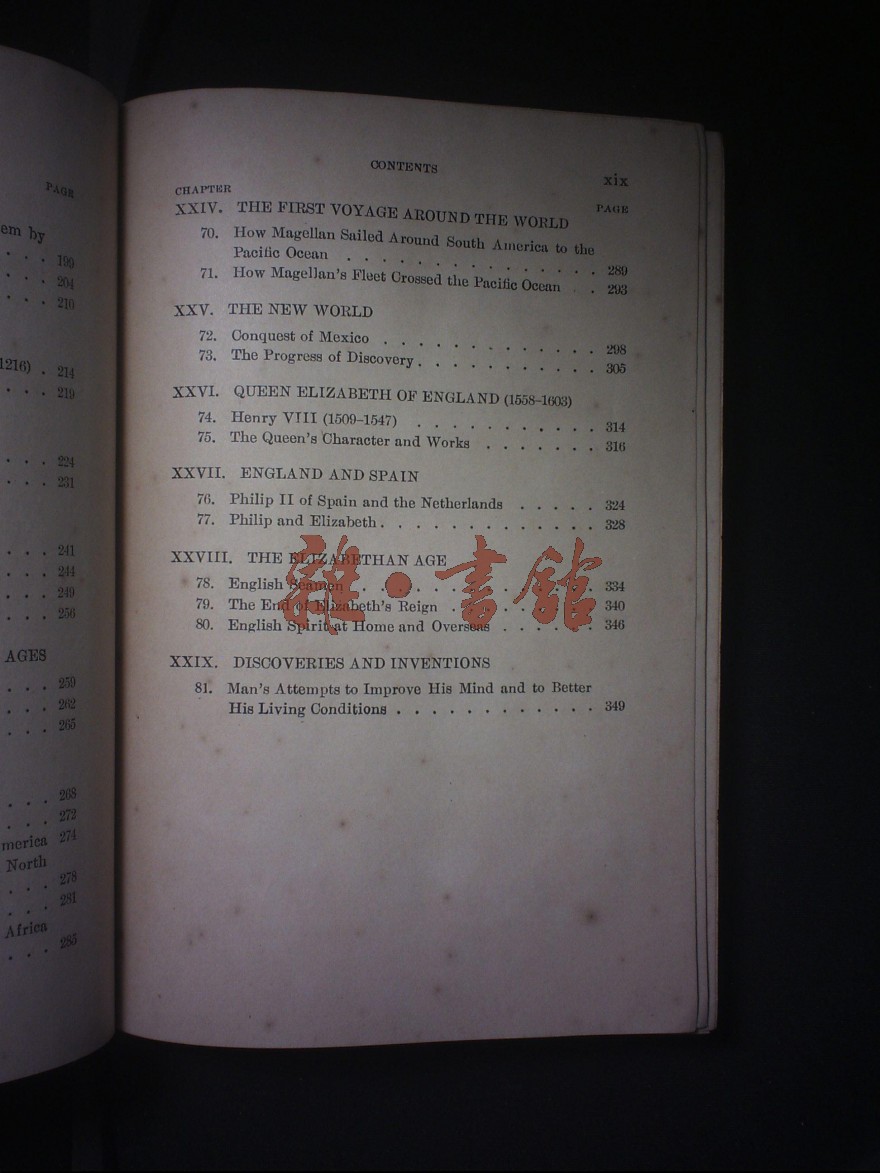 PAGE
em by
. . . 199
. . . 204
. . . 210
1216) . 214
. . . 219
. . . 224
. . . 231
. . . 241
. . . 244
. . . 249
. . . 256
AGES
. . . 259
. . . 262
. . . 265
. . . 268
. . . 272
merica 274
North
. . . 278
. . . 281
Africa
. . . 285
CONTENTS xix
CHAPTER PAGE
XXIV. THE FIRST VOYAGE AROUND THE WORLD
70. How Magellan Sailed Around South America to the
Pacific Ocean . . . . . . . . . . . . . . 289
71. How Magellan's Fleet Crossed the Pacific Ocean . . 293
XXV. THE NEW WORLD
72. Conquest of Mexico . . . . . . . . . . . . 298
73. The Progress of Discovery . . . . . . . . . . 305
XXVI. QUEEN ELIZABETH OF ENGLAND (1558–1603)
74. Henry VIII (1509–1547) . . . . . . . . . . 314
75. The Queen's Character and Works . . . . . . 316
XXVII. ENGLAND AND SPAIN
76. Philip II of Spain and the Netherlands . . . . . 324
77. Philip and Elizabeth . . . . . . . . . . . . 328
XXVIII. THE ELIZABETHAN AGE
78. English Seamen . . . . . . . . . . . . . 334
79. The End of Elizabeth's Reign . . . . . . . . 340
80. English Spirit at Home and Overseas . . . . . . 346
雜·書館
XXIX. DISCOVERIES AND INVENTIONS
81. Man's Attempts to Improve His Mind and to Better
His Living Conditions . . . . . . . . . . . . 349